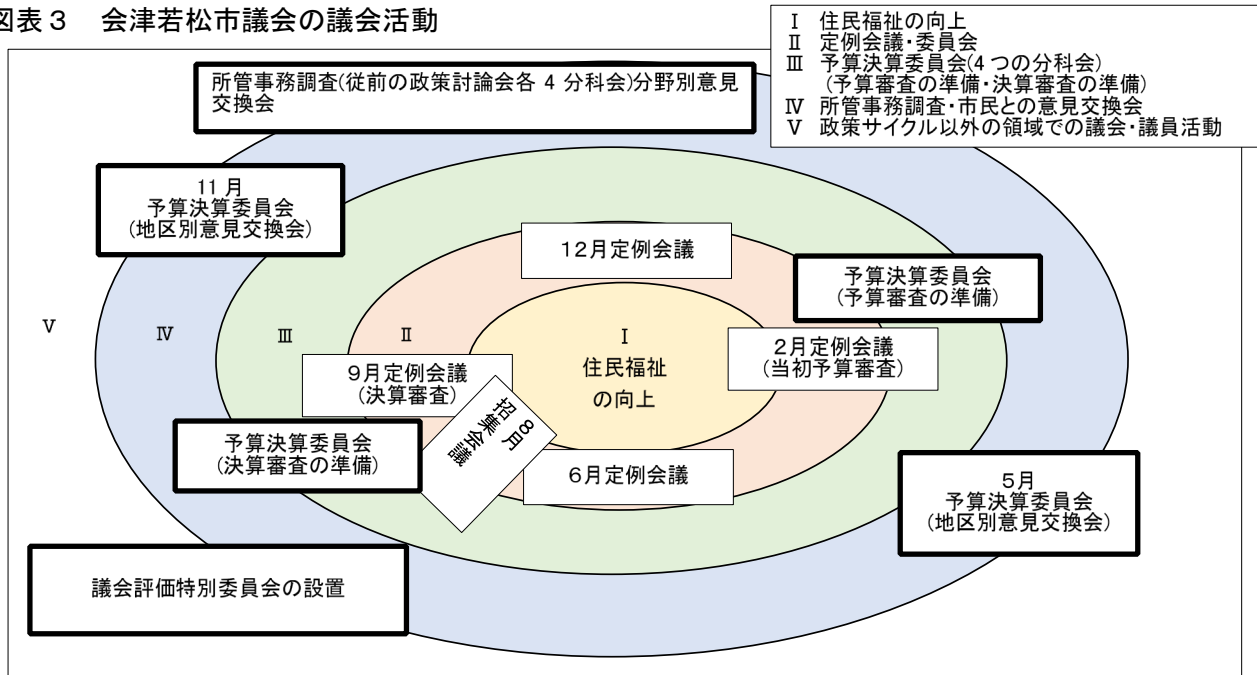 図表３　会津若松市議会の議会活動
Ⅰ　住民福祉の向上
Ⅱ　定例会議・委員会
Ⅲ　予算決算委員会(4つの分科会)
(予算審査の準備・決算審査の準備)
Ⅳ　所管事務調査・市民との意見交換会
Ⅴ　政策サイクル以外の領域での議会・議員活動
所管事務調査(従前の政策討論会各 4 分科会)分野別意見
交換会
11月
予算決算委員会
(地区別意見交換会)
12月定例会議
予算決算委員会
(予算審査の準備)
Ⅴ
Ⅳ
Ⅲ
Ⅱ
Ⅰ
住民福祉
の向上
2月定例会議
(当初予算審査)
9月定例会議
(決算審査)
8月
招集会議
予算決算委員会
(決算審査の準備)
6月定例会議
5月
予算決算委員会
(地区別意見交換会)
議会評価特別委員会の設置